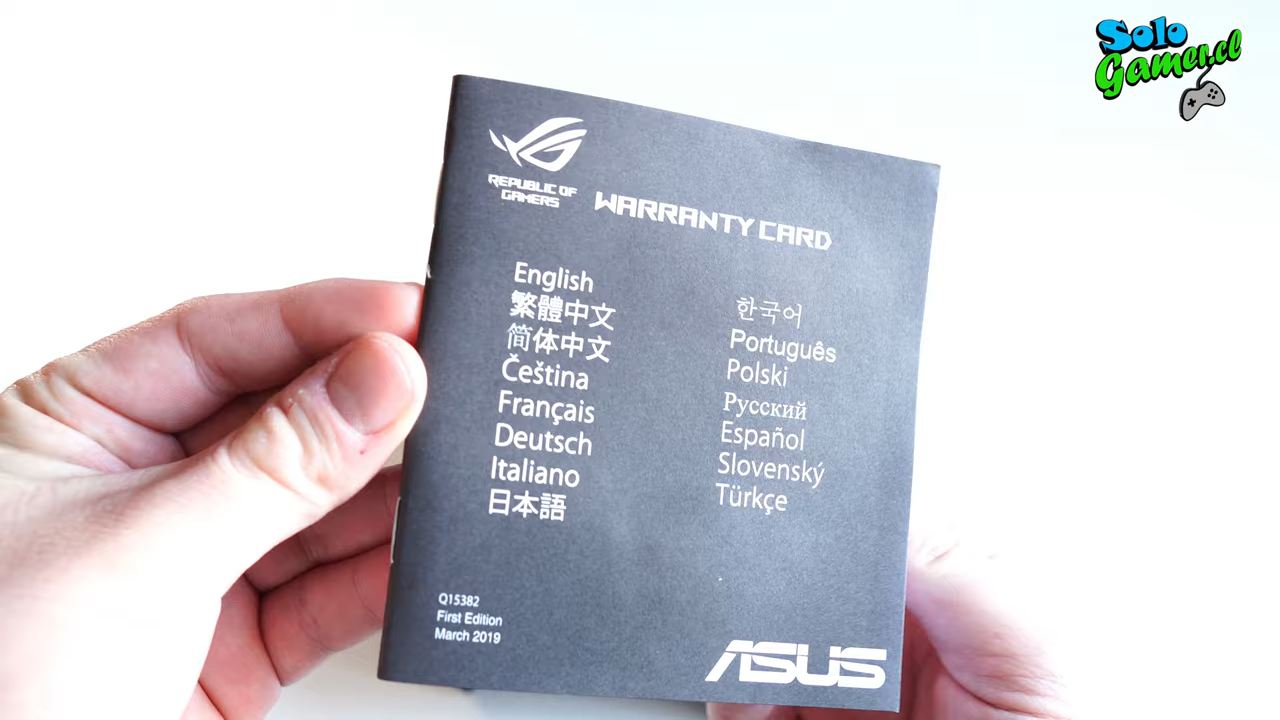 Solo
Gamer.cl
REPUBLIC OF
GAMERS
WARRANTY CARD
English
繁體中文
简体中文
Čeština
Français
Deutsch
Italiano
日本語
한국어
Português
Polski
Русский
Español
Slovenský
Türkçe
Q15382
First Edition
March 2019
ASUS